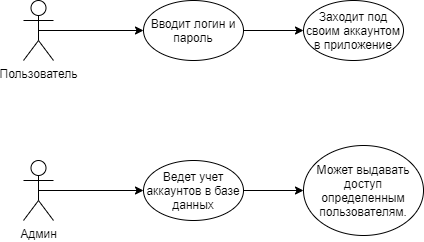 Вводит логин и
пароль
Заходит под
своим аккаунтом
в приложение
Пользователь
Ведет учет
аккаунтов в базе
данных
Может выдавать
доступ
определенным
пользователям.
Админ